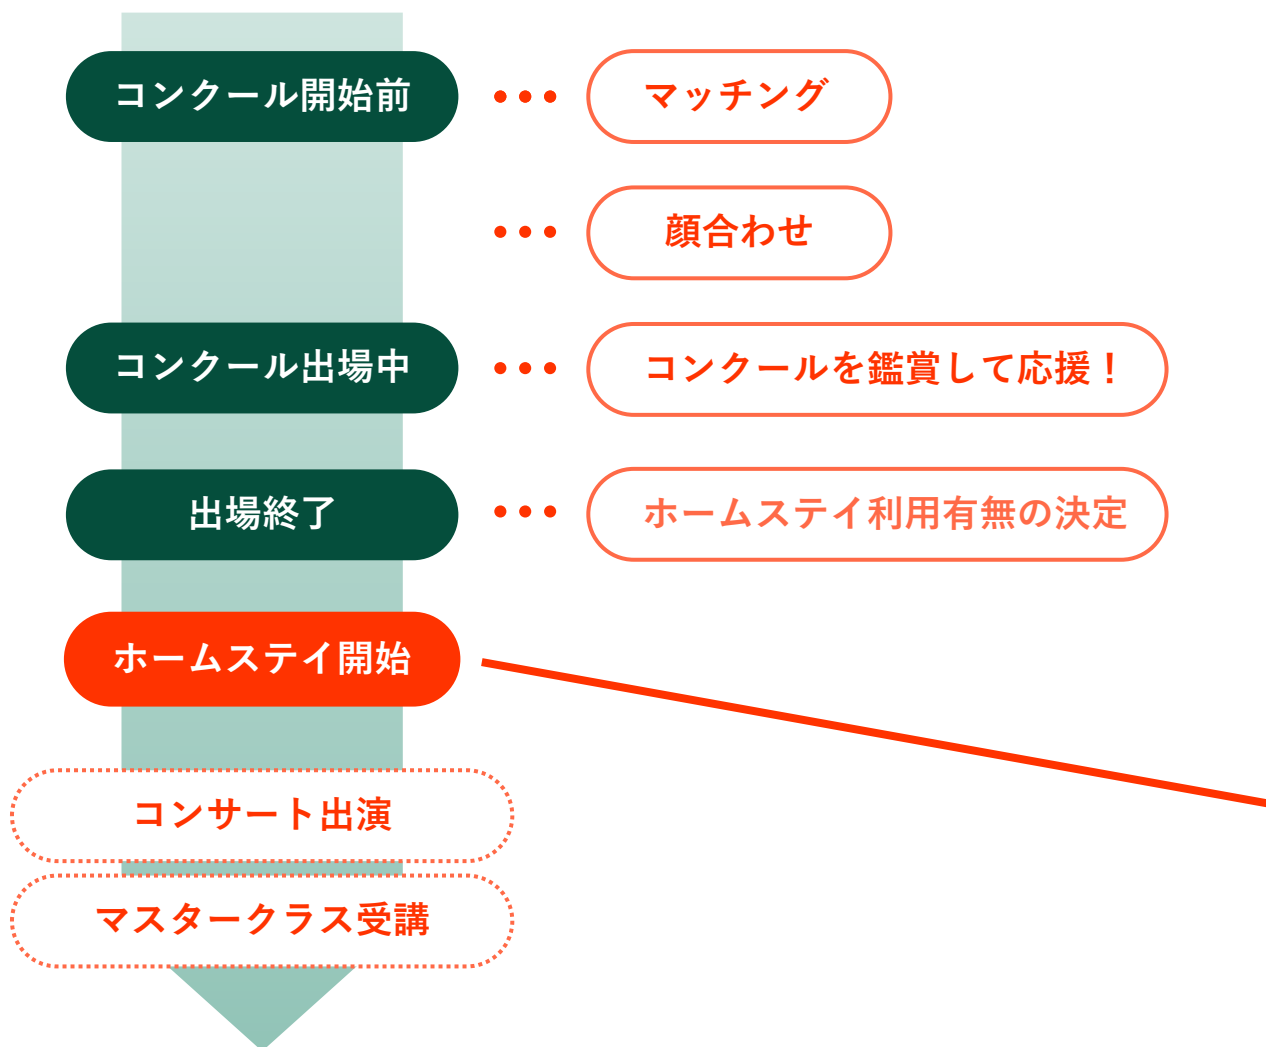 コンクール開始前
マッチング
顔合わせ
コンクール出場中
コンクールを鑑賞して応援！
出場終了
ホームステイ利用有無の決定
ホームステイ開始
コンサート出演
マスタークラス受講